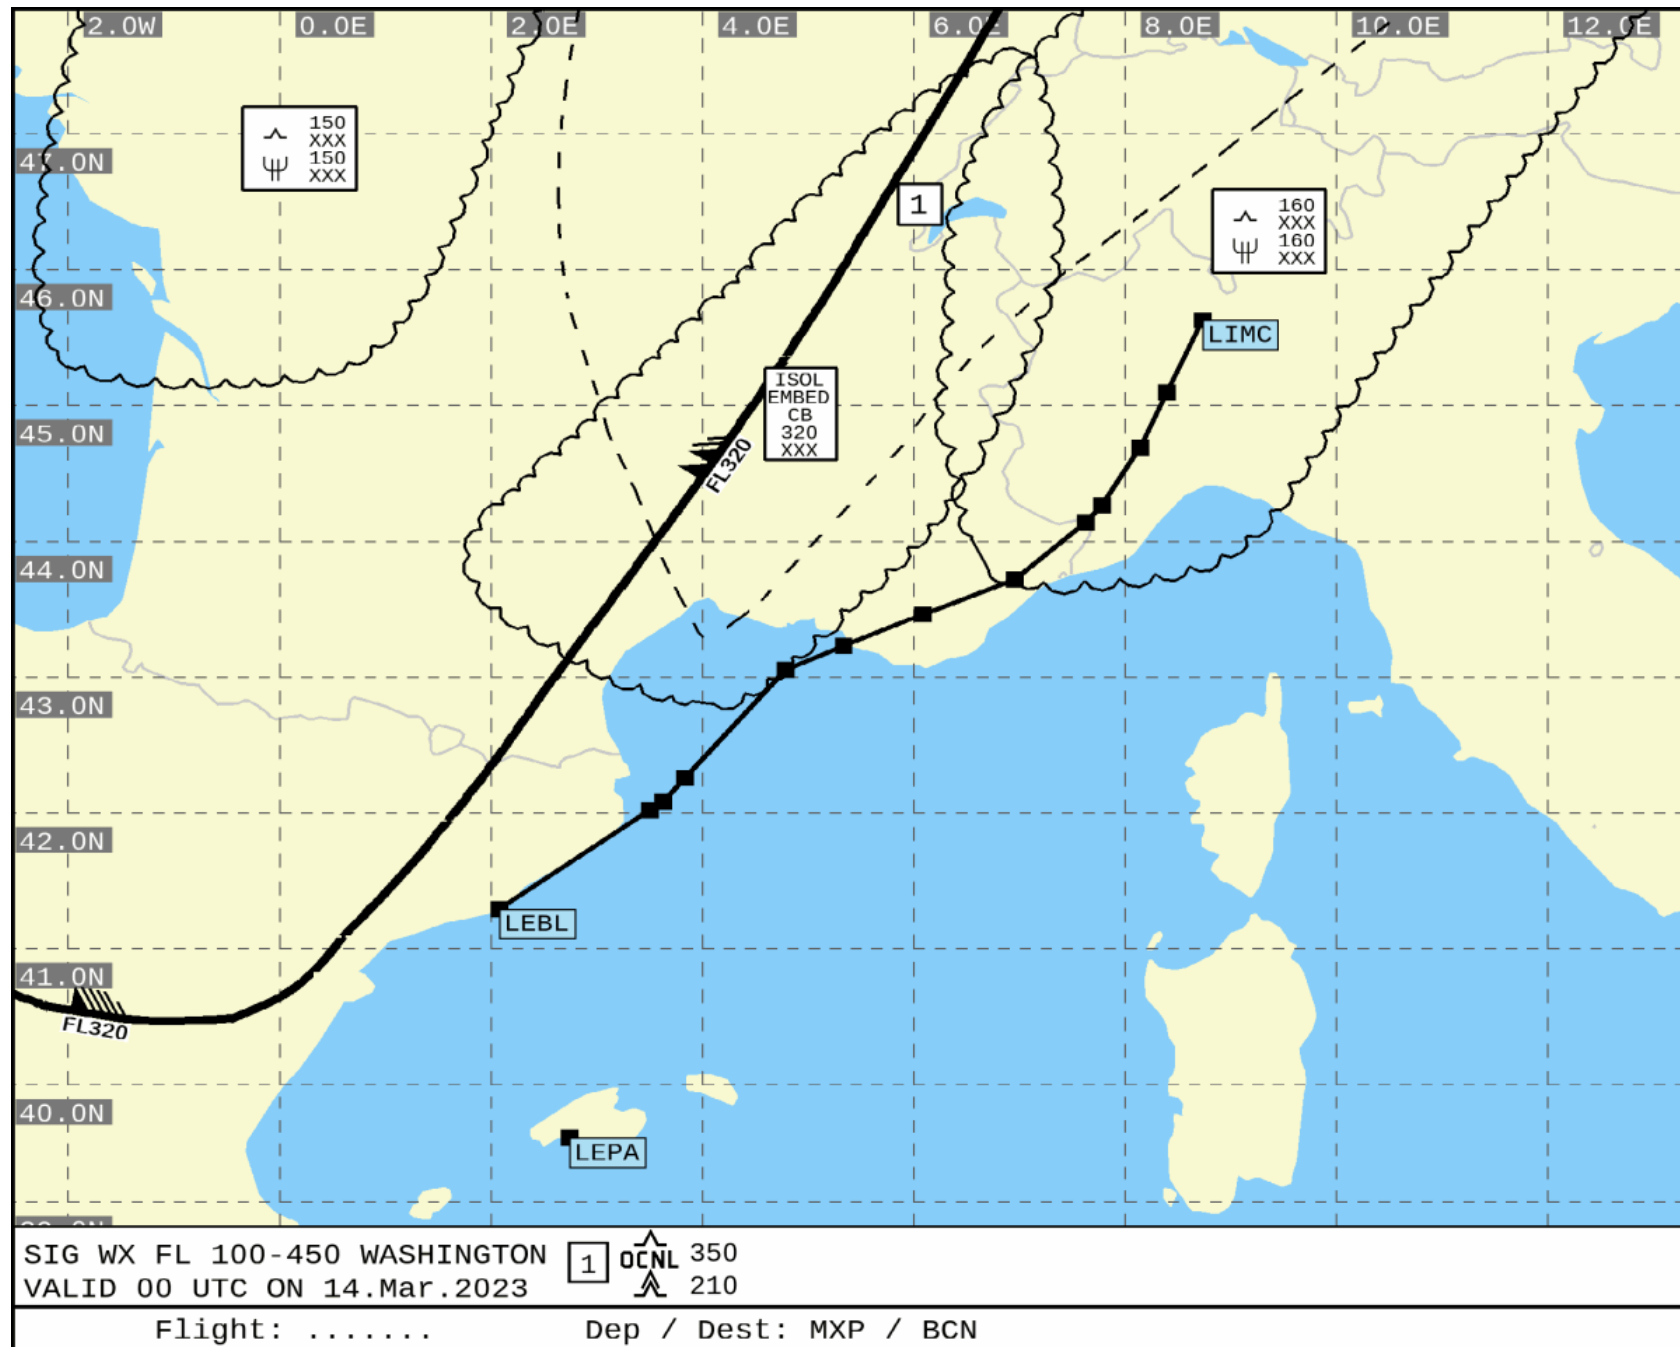 2.0W 0.0E 2.0E 4.0E 6.0E 8.0E 10.0E 12.0E
150
XXX
150
XXX
47.0N
1
160
XXX
160
XXX
46.0N
LIMC
ISOL
EMBED
CB
320
XXX
45.0N
FL320
44.0N
43.0N
42.0N
LEBL
41.0N
FL320
40.0N
LEPA
SIG WX FL 100-450 WASHINGTON
VALID 00 UTC ON 14.Mar.2023
1
OCNL
350
210
Flight: ....... Dep / Dest: MXP / BCN